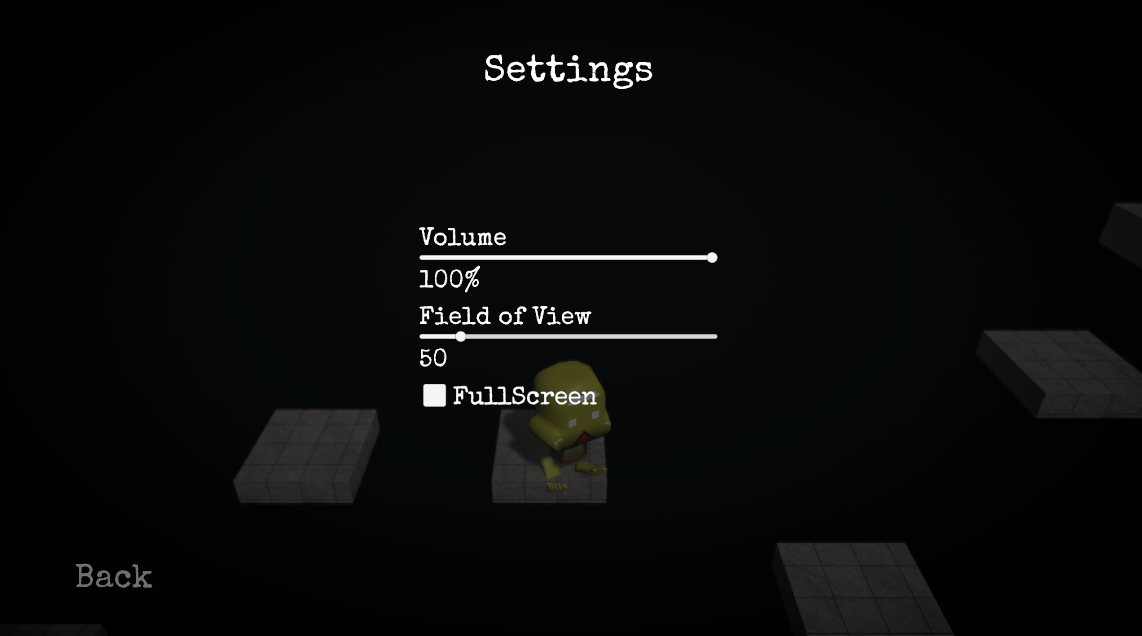 Settings
Volume
100%
Field of View
50
FullScreen
Back